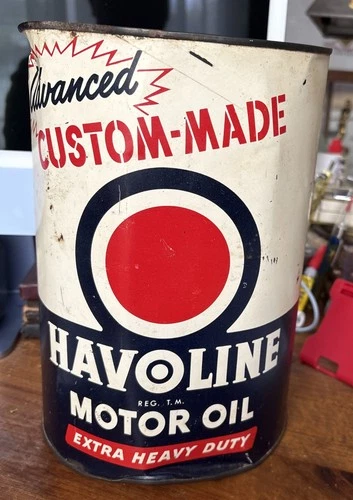 Advanced
CUSTOM-MADE
HAVOLINE
REG. T.M.
MOTOR OIL
EXTRA HEAVY DUTY